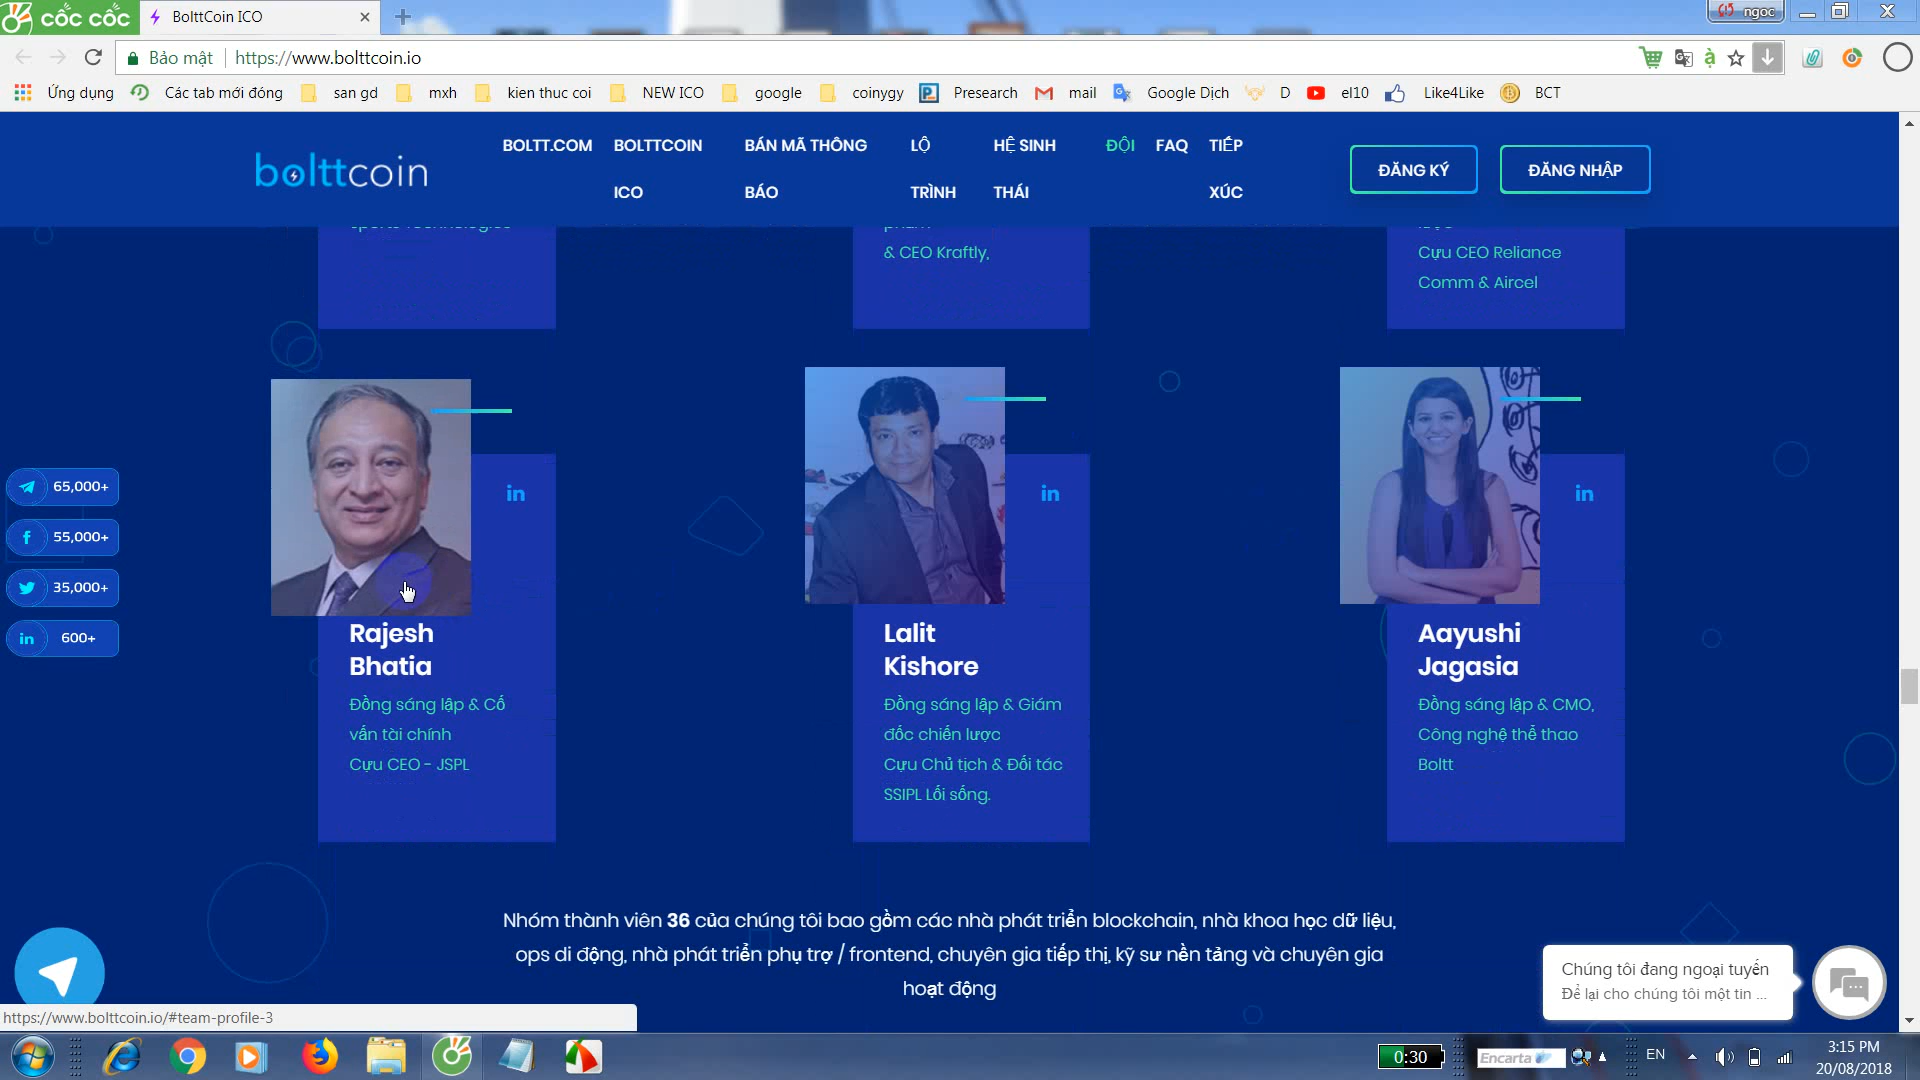 cốc cốc
BolttCoin ICO
ngoc
Bảo mật
https://www.bolttcoin.io
Ứng dụng
Các tab mới đóng
san gd
mxh
kien thuc coi
NEW ICO
google
coinygy
Presearch
mail
Google Dịch
D
el10
Like4Like
BCT
bolttcoin
BOLTT.COM
BOLTTCOIN
ICO
BÁN MÃ THÔNG
BÁO
LỘ
TRÌNH
HỆ SINH
THÁI
ĐỘI
FAQ
TIẾP
XÚC
ĐĂNG KÝ
ĐĂNG NHẬP
& CEO Kraftly,
Cựu CEO Reliance
Comm & Aircel
65,000+
55,000+
35,000+
600+
Rajesh
Bhatia
Đồng sáng lập & Cố
vấn tài chính
Cựu CEO - JSPL
Lalit
Kishore
Đồng sáng lập & Giám
đốc chiến lược
Cựu Chủ tịch & Đối tác
SSIPL Lối sống.
Aayushi
Jagasia
Đồng sáng lập & CMO,
Công nghệ thể thao
Boltt
Nhóm thành viên 36 của chúng tôi bao gồm các nhà phát triển blockchain, nhà khoa học dữ liệu,
ops di động, nhà phát triển phụ trợ / frontend, chuyên gia tiếp thị, kỹ sư nền tảng và chuyên gia
hoạt động
Chúng tôi đang ngoại tuyến
Để lại cho chúng tôi một tin ...
https://www.bolttcoin.io/#team-profile-3
0:30
Encarta
EN
3:15 PM
20/08/2018